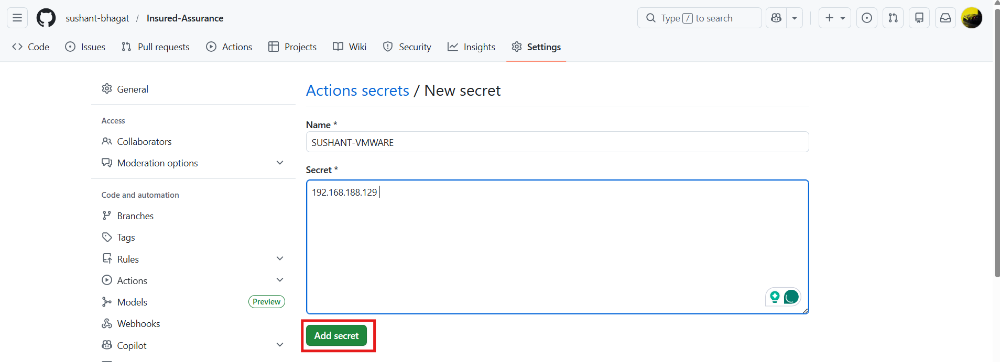 sushant-bhagat / Insured-Assurance
Type / to search
Code Issues Pull requests Actions Projects Wiki Security Insights Settings
General
Access
Collaborators
Moderation options
Code and automation
Branches
Tags
Rules
Actions
Models Preview
Webhooks
Copilot
Actions secrets / New secret
Name *
SUSHANT-VMWARE
Secret *
192.168.188.129
Add secret